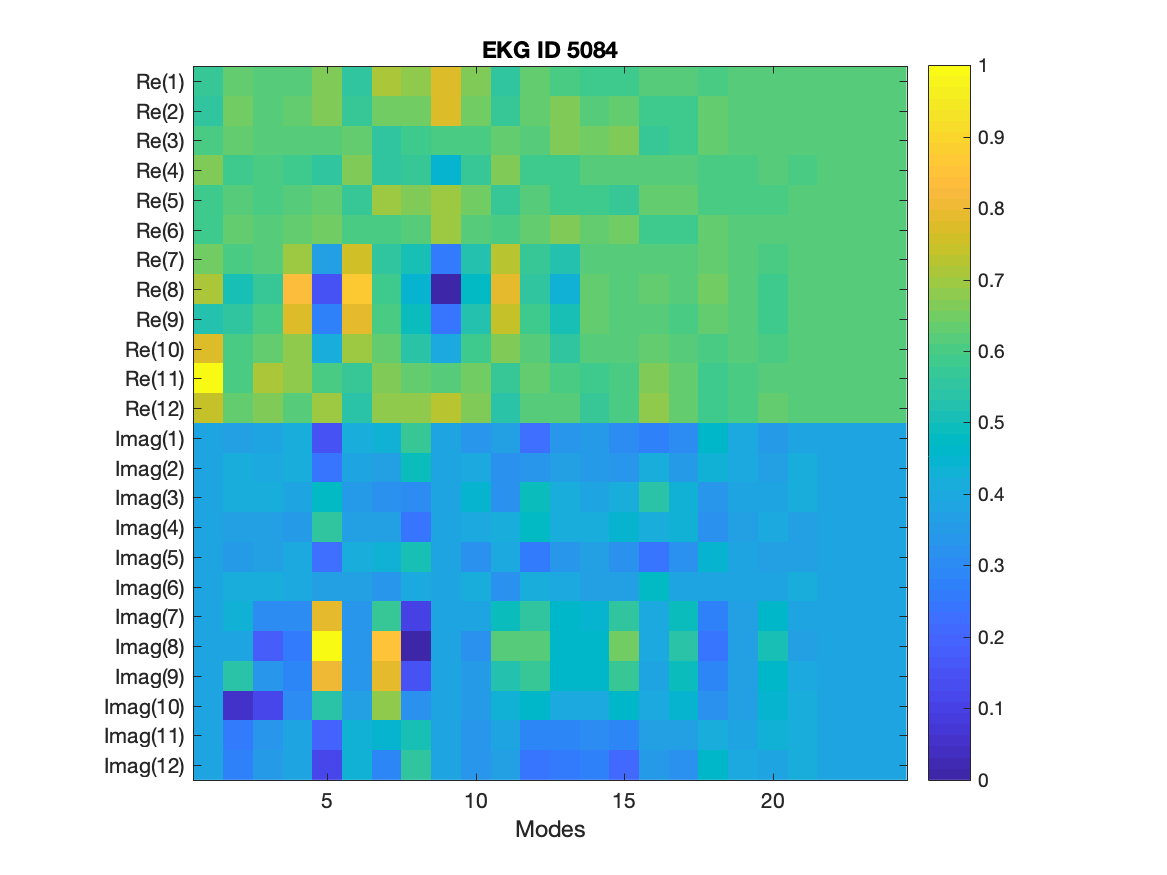 EKG ID 5084
Re(1)
Re(2)
Re(3)
Re(4)
Re(5)
Re(6)
Re(7)
Re(8)
Re(9)
Re(10)
Re(11)
Re(12)
Imag(1)
Imag(2)
Imag(3)
Imag(4)
Imag(5)
Imag(6)
Imag(7)
Imag(8)
Imag(9)
Imag(10)
Imag(11)
Imag(12)
5 10 15 20
Modes
1
0.9
0.8
0.7
0.6
0.5
0.4
0.3
0.2
0.1
0